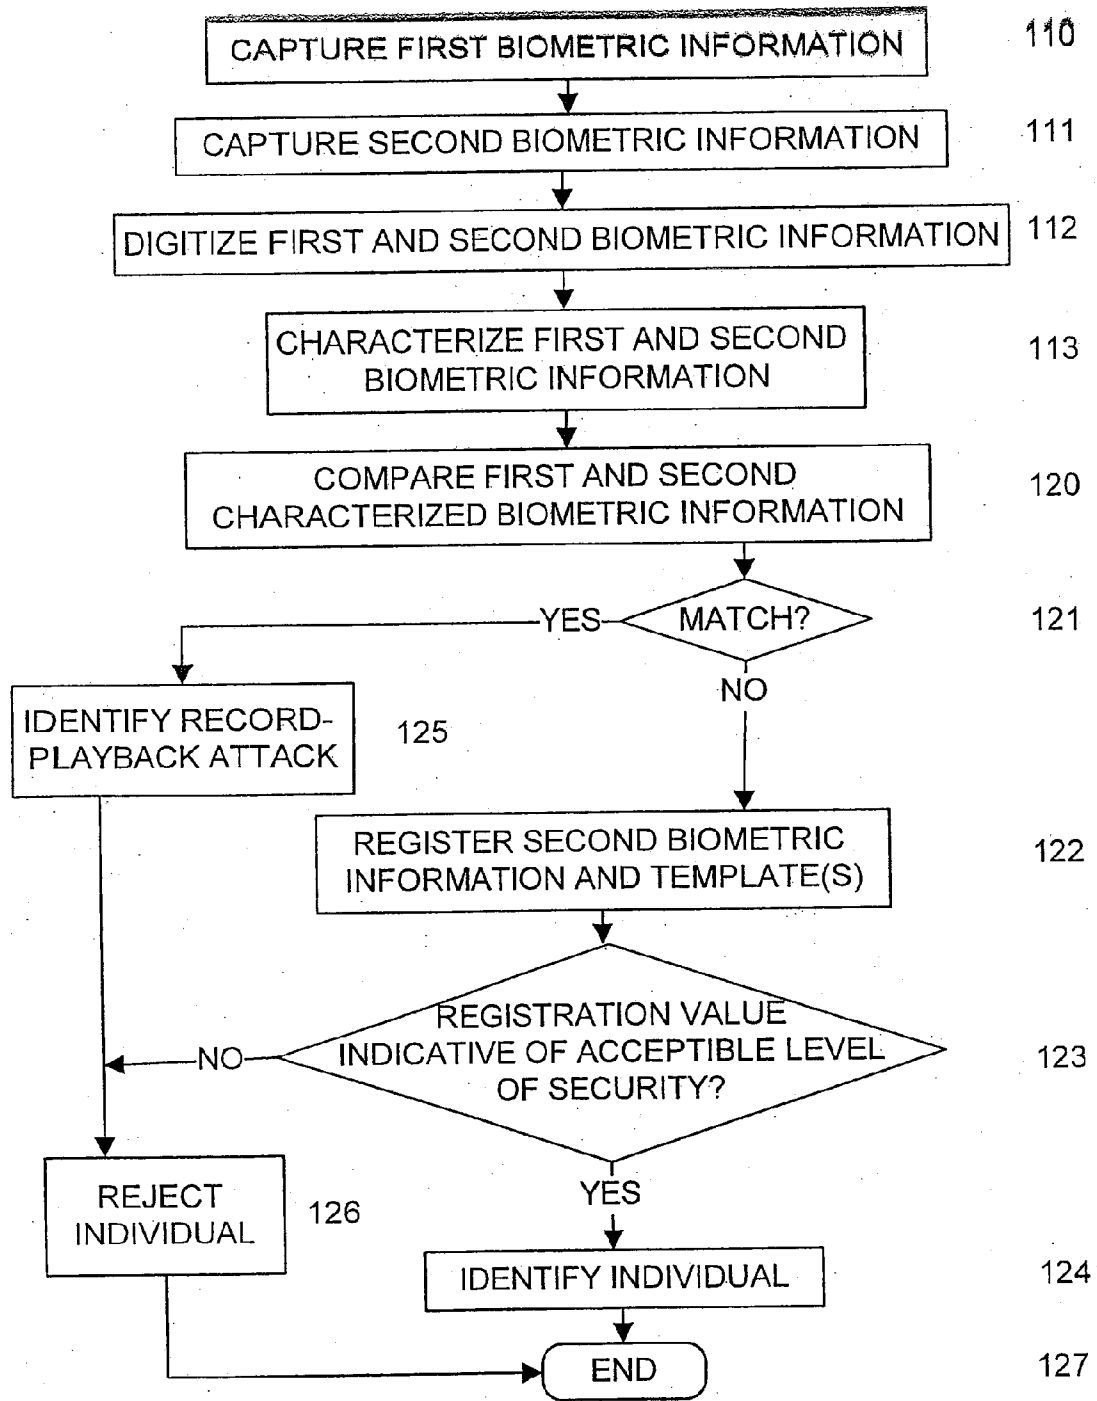 CAPTURE FIRST BIOMETRIC INFORMATION
110
CAPTURE SECOND BIOMETRIC INFORMATION
111
DIGITIZE FIRST AND SECOND BIOMETRIC INFORMATION
112
CHARACTERIZE FIRST AND SECOND
BIOMETRIC INFORMATION
113
COMPARE FIRST AND SECOND
CHARACTERIZED BIOMETRIC INFORMATION
120
YES
MATCH?
121
NO
IDENTIFY RECORD-
PLAYBACK ATTACK
125
REGISTER SECOND BIOMETRIC
INFORMATION AND TEMPLATE(S)
122
REGISTRATION VALUE
INDICATIVE OF ACCEPTIBLE LEVEL
OF SECURITY?
123
NO
YES
REJECT
INDIVIDUAL
126
IDENTIFY INDIVIDUAL
124
END
127